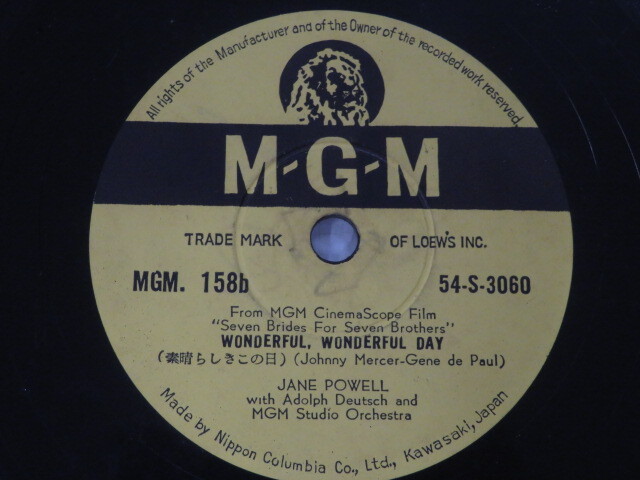 All rights of the Manufacturer and of the Owner of the recorded work reserved.
M-G-M
TRADE MARK OF LOEW'S INC.
MGM. 158b 54-S-3060
From MGM CinemaScope Film
"Seven Brides For Seven Brothers"
WONDERFUL, WONDERFUL DAY
(素晴らしきこの日) (Johnny Mercer-Gene de Paul)
JANE POWELL
with Adolph Deutsch and
MGM Studio Orchestra
Made by Nippon Columbia Co., Ltd., Kawasaki, Japan